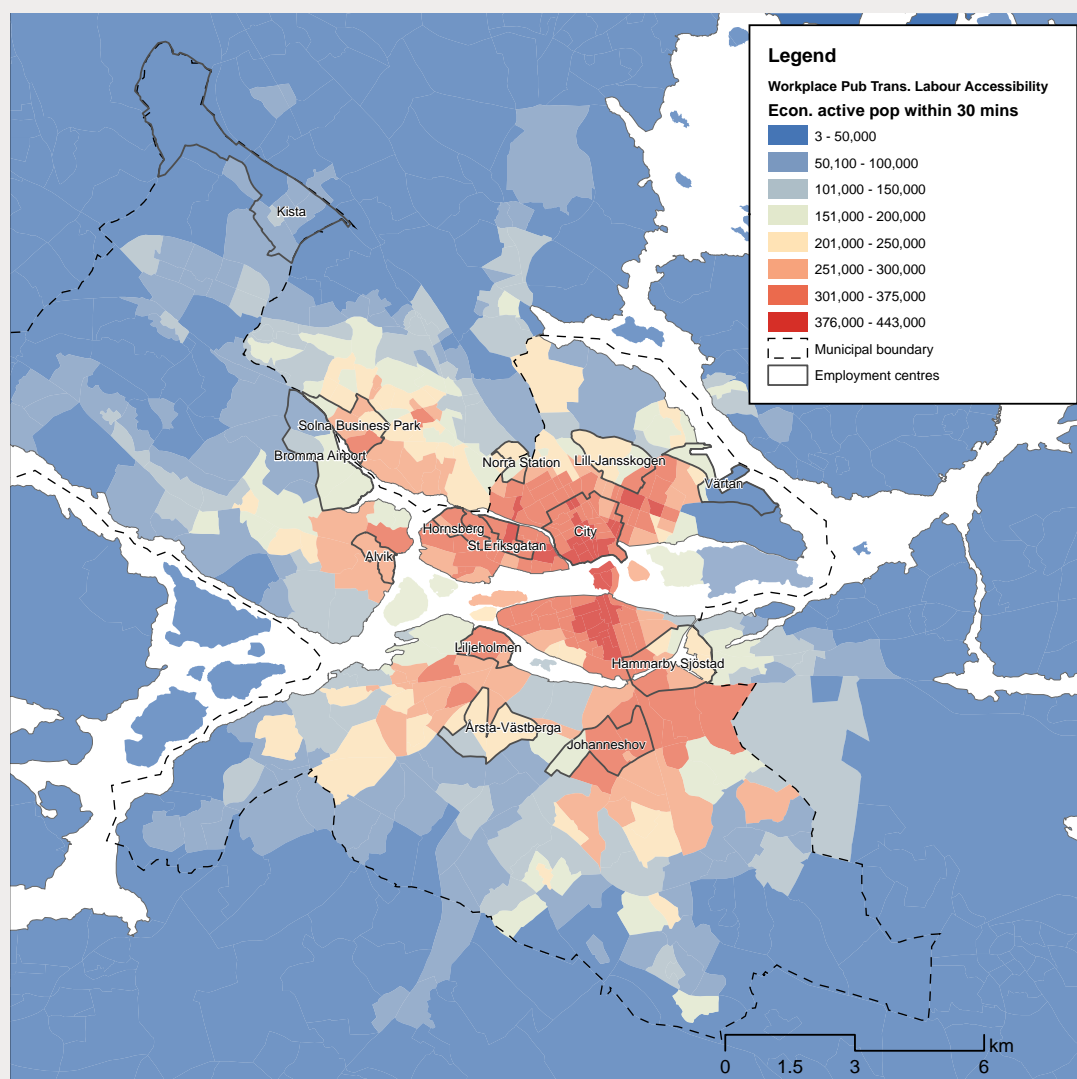 Legend
Workplace Pub Trans. Labour Accessibility
Econ. active pop within 30 mins
3 - 50,000
50,100 - 100,000
101,000 - 150,000
151,000 - 200,000
201,000 - 250,000
251,000 - 300,000
301,000 - 375,000
376,000 - 443,000
Municipal boundary
Employment centres
Kista
Solna Business Park
Bromma Airport
Norra Station
Lill-Jansskogen
Värtan
Hornsberg
City
St Eriksgatan
Alvik
Liljeholmen
Hammarby Sjöstad
Årsta-Västberga
Johanneshov
km
0 1.5 3 6